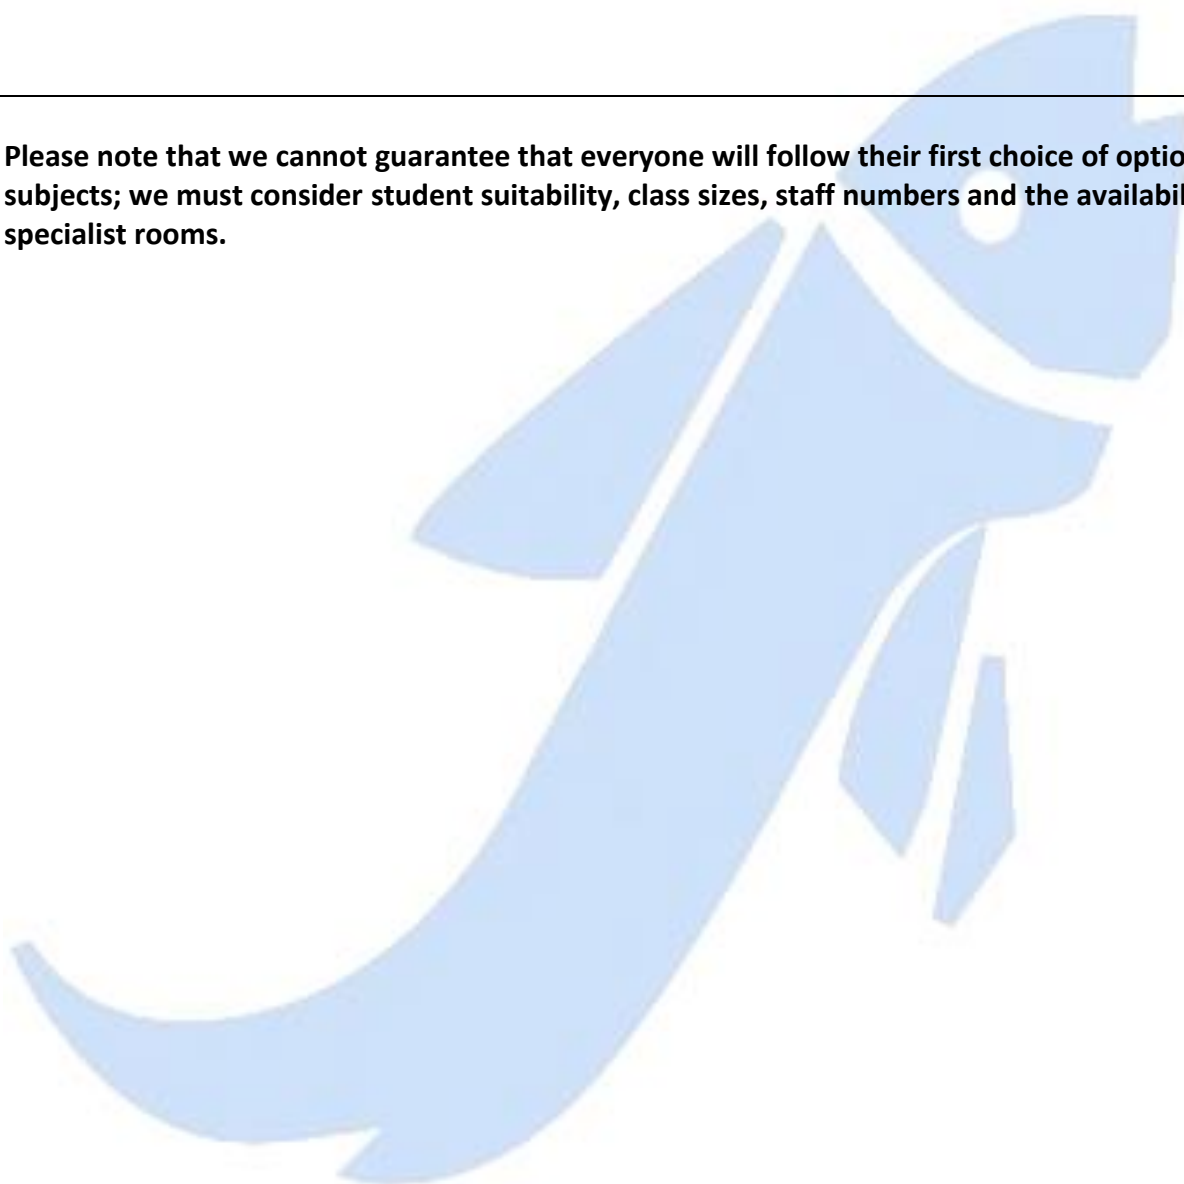 Please note that we cannot guarantee that everyone will follow their first choice of optio
subjects; we must consider student suitability, class sizes, staff numbers and the availabil
specialist rooms.